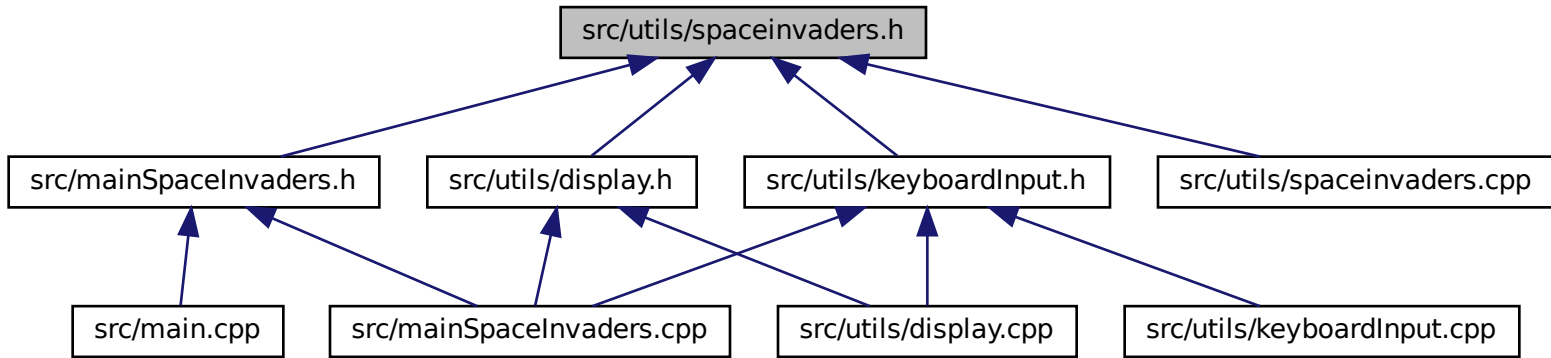 src/utils/spaceinvaders.h
src/mainSpaceInvaders.h
src/utils/display.h
src/utils/keyboardInput.h
src/utils/spaceinvaders.cpp
src/main.cpp
src/mainSpaceInvaders.cpp
src/utils/display.cpp
src/utils/keyboardInput.cpp